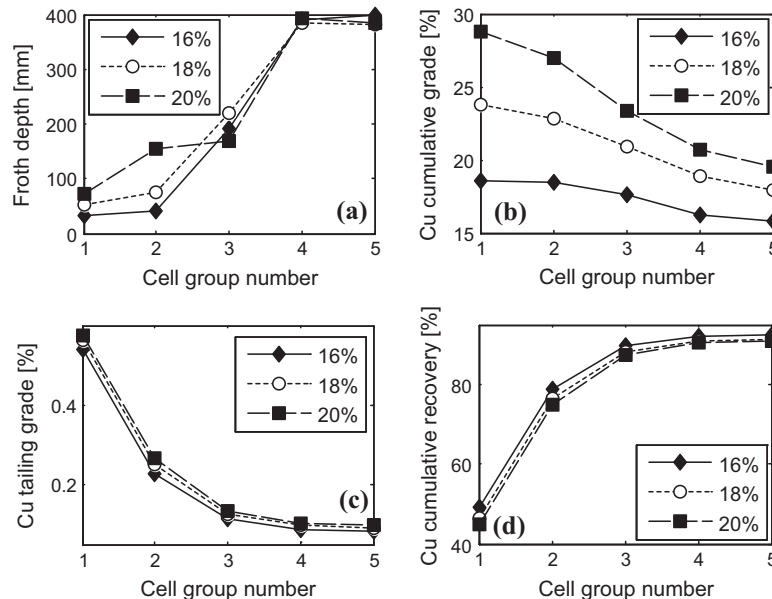 400
300
200
100
0
Froth depth [mm]
16%
18%
20%
(a)
1 2 3 4 5
Cell group number
30
25
20
15
Cu cumulative grade [%]
16%
18%
20%
(b)
1 2 3 4 5
Cell group number
0.4
0.2
Cu tailing grade [%]
16%
18%
20%
(c)
1 2 3 4 5
Cell group number
80
60
40
Cu cumulative recovery [%]
16%
18%
20%
(d)
1 2 3 4 5
Cell group number